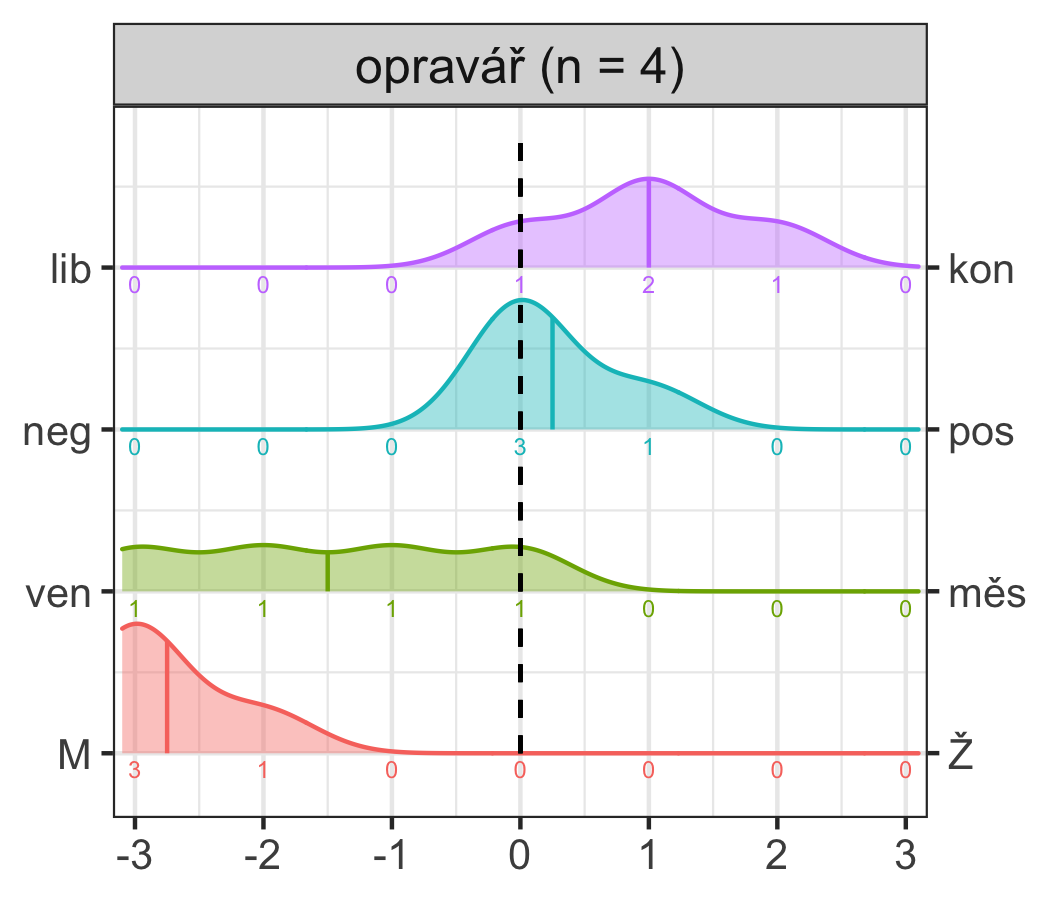 opravář (n = 4)
lib kon
0 0 0 1 2 1 0
neg pos
0 0 0 3 1 0 0
ven měs
1 1 1 1 0 0 0
M Ž
3 1 0 0 0 0 0
-3 -2 -1 0 1 2 3